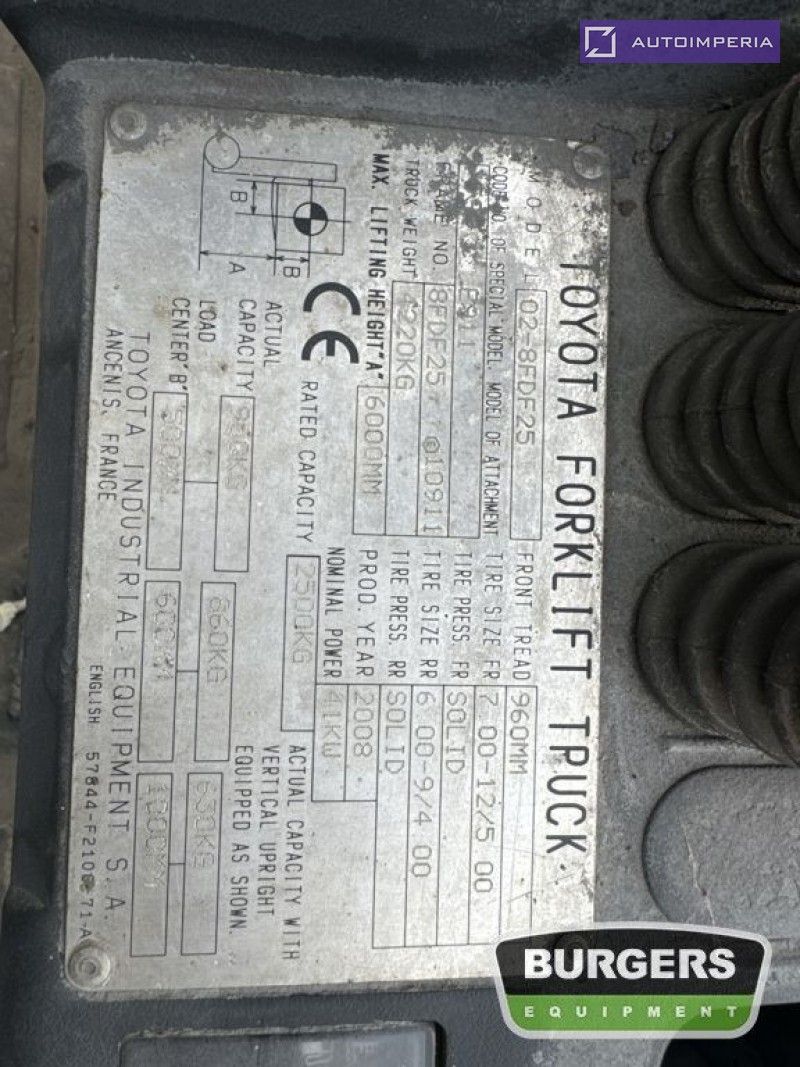 AUTOIMPERIA
TOYOTA FORKLIFT TRUCK
MODEL 02-8FDF25 FRONT TREAD 960MM
CODE NO. OF SPECIAL MODEL. MODEL OF ATTACHMENT TIRE SIZE FR 7.00-12/5.00
TIRE PRESS. FR SOLID
FRAME NO. 8FDF25 10911 TIRE SIZE RR 6.00-9/4.00
TRUCK WEIGHT 4220KG TIRE PRESS. RR SOLID
MAX. LIFTING HEIGHT "A" 6000MM PROD. YEAR 2008
NOMINAL POWER 41KW
CE RATED CAPACITY 2500KG
ACTUAL CAPACITY WITH
VERTICAL UPRIGHT
EQUIPPED AS SHOWN.
B
B
A
ACTUAL
CAPACITY 860KG 630KG
LOAD
CENTER "B" 500MM 600MM
TOYOTA INDUSTRIAL EQUIPMENT S.A.
ANCENIS, FRANCE
ENGLISH
BURGERS
EQUIPMENT